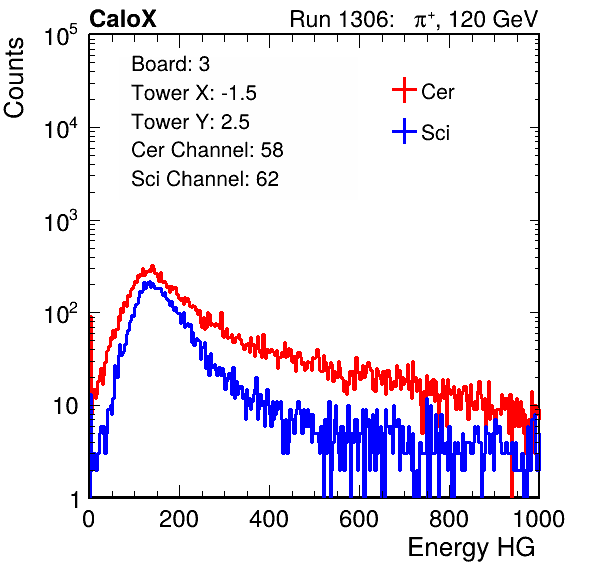 CaloX Run 1306: π⁺, 120 GeV
Counts
Board: 3
Tower X: -1.5
Tower Y: 2.5
Cer Channel: 58
Sci Channel: 62
Cer
Sci
10⁵
10⁴
10³
10²
10
1
0 200 400 600 800 1000
Energy HG